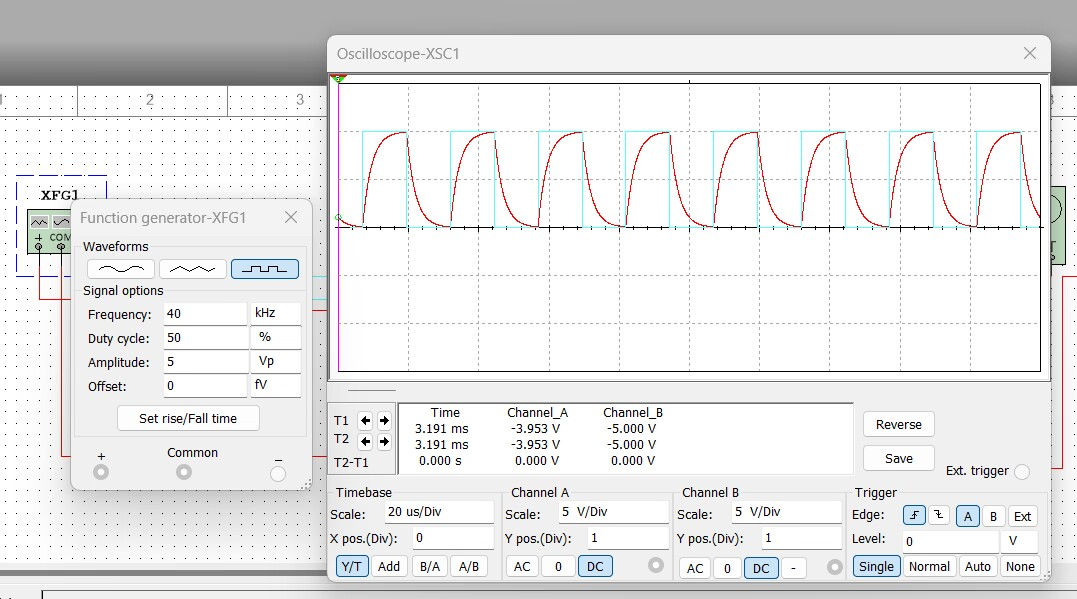 Oscilloscope-XSC1
2 3
XFG1
COM
Function generator-XFG1
Waveforms
Signal options
Frequency: 40 kHz
Duty cycle: 50 %
Amplitude: 5 Vp
Offset: 0 fV
Set rise/Fall time
+ Common −
T1
T2
T2-T1
Time Channel_A Channel_B
3.191 ms -3.953 V -5.000 V
3.191 ms -3.953 V -5.000 V
0.000 s 0.000 V 0.000 V
Reverse
Save
Ext. trigger
Timebase
Scale: 20 us/Div
X pos.(Div): 0
Y/T Add B/A A/B
Channel A
Scale: 5 V/Div
Y pos.(Div): 1
AC 0 DC
Channel B
Scale: 5 V/Div
Y pos.(Div): 1
AC 0 DC -
Trigger
Edge: A B Ext
Level: 0 V
Single Normal Auto None